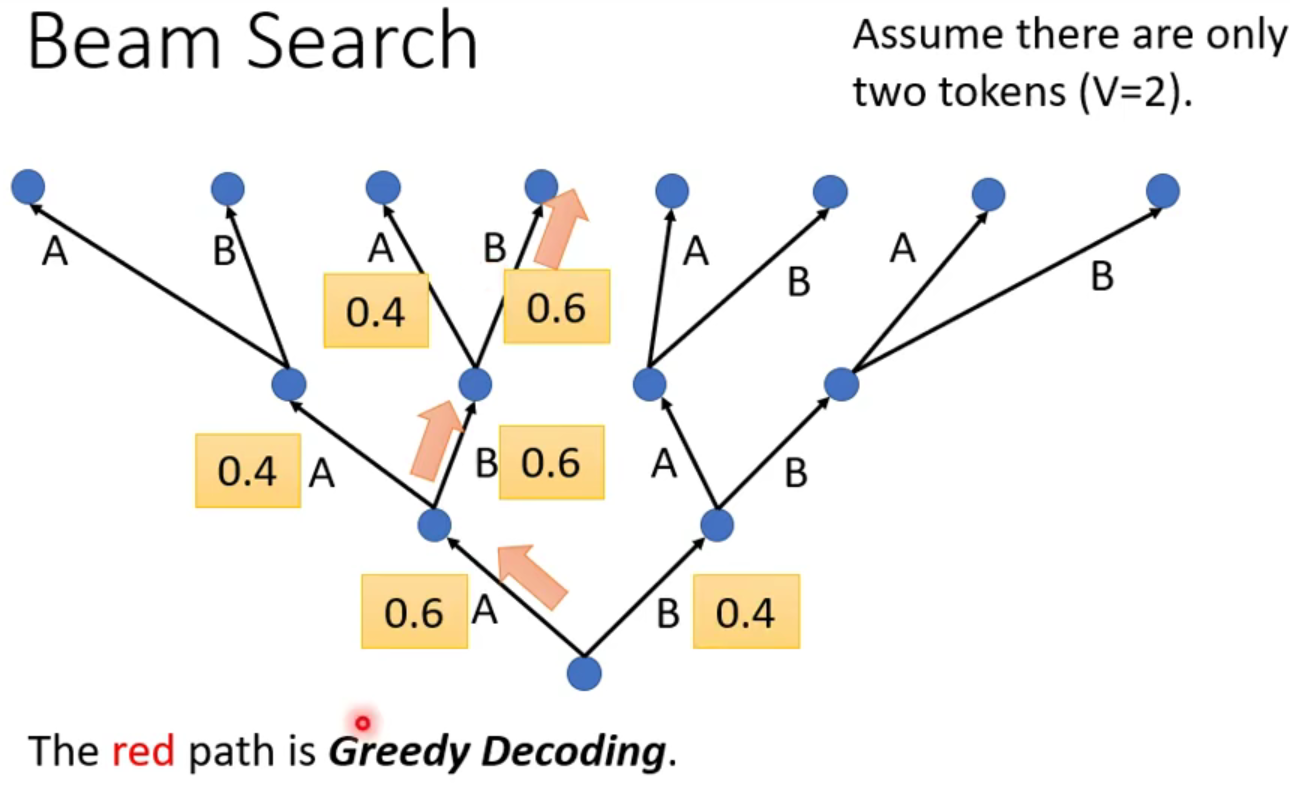 Beam Search
Assume there are only
two tokens (V=2).
A B A B A B A B
0.4 0.6
0.4 A B 0.6 A B
0.6 A B 0.4
The red path is Greedy Decoding.